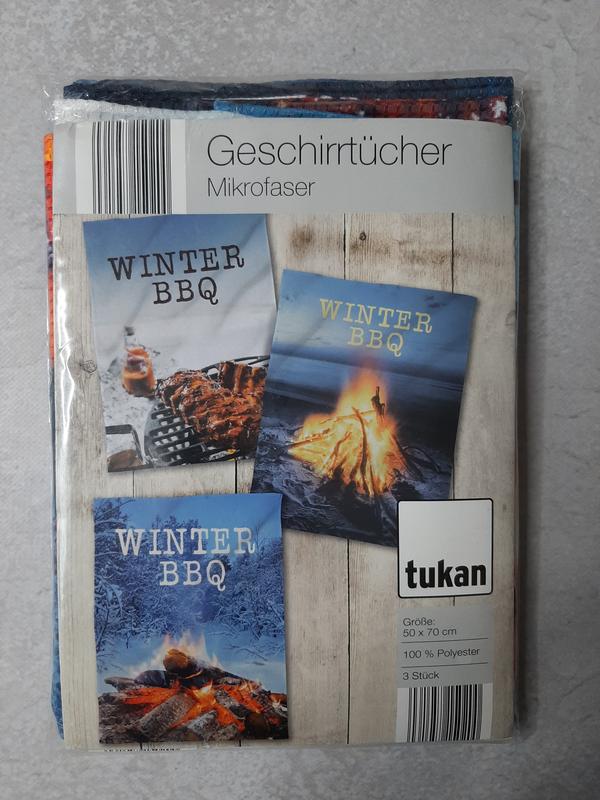 Geschirrtücher
Mikrofaser
WINTER
BBQ
WINTER
BBQ
WINTER
BBQ
tukan
Größe:
50 x 70 cm
100 % Polyester
3 Stück